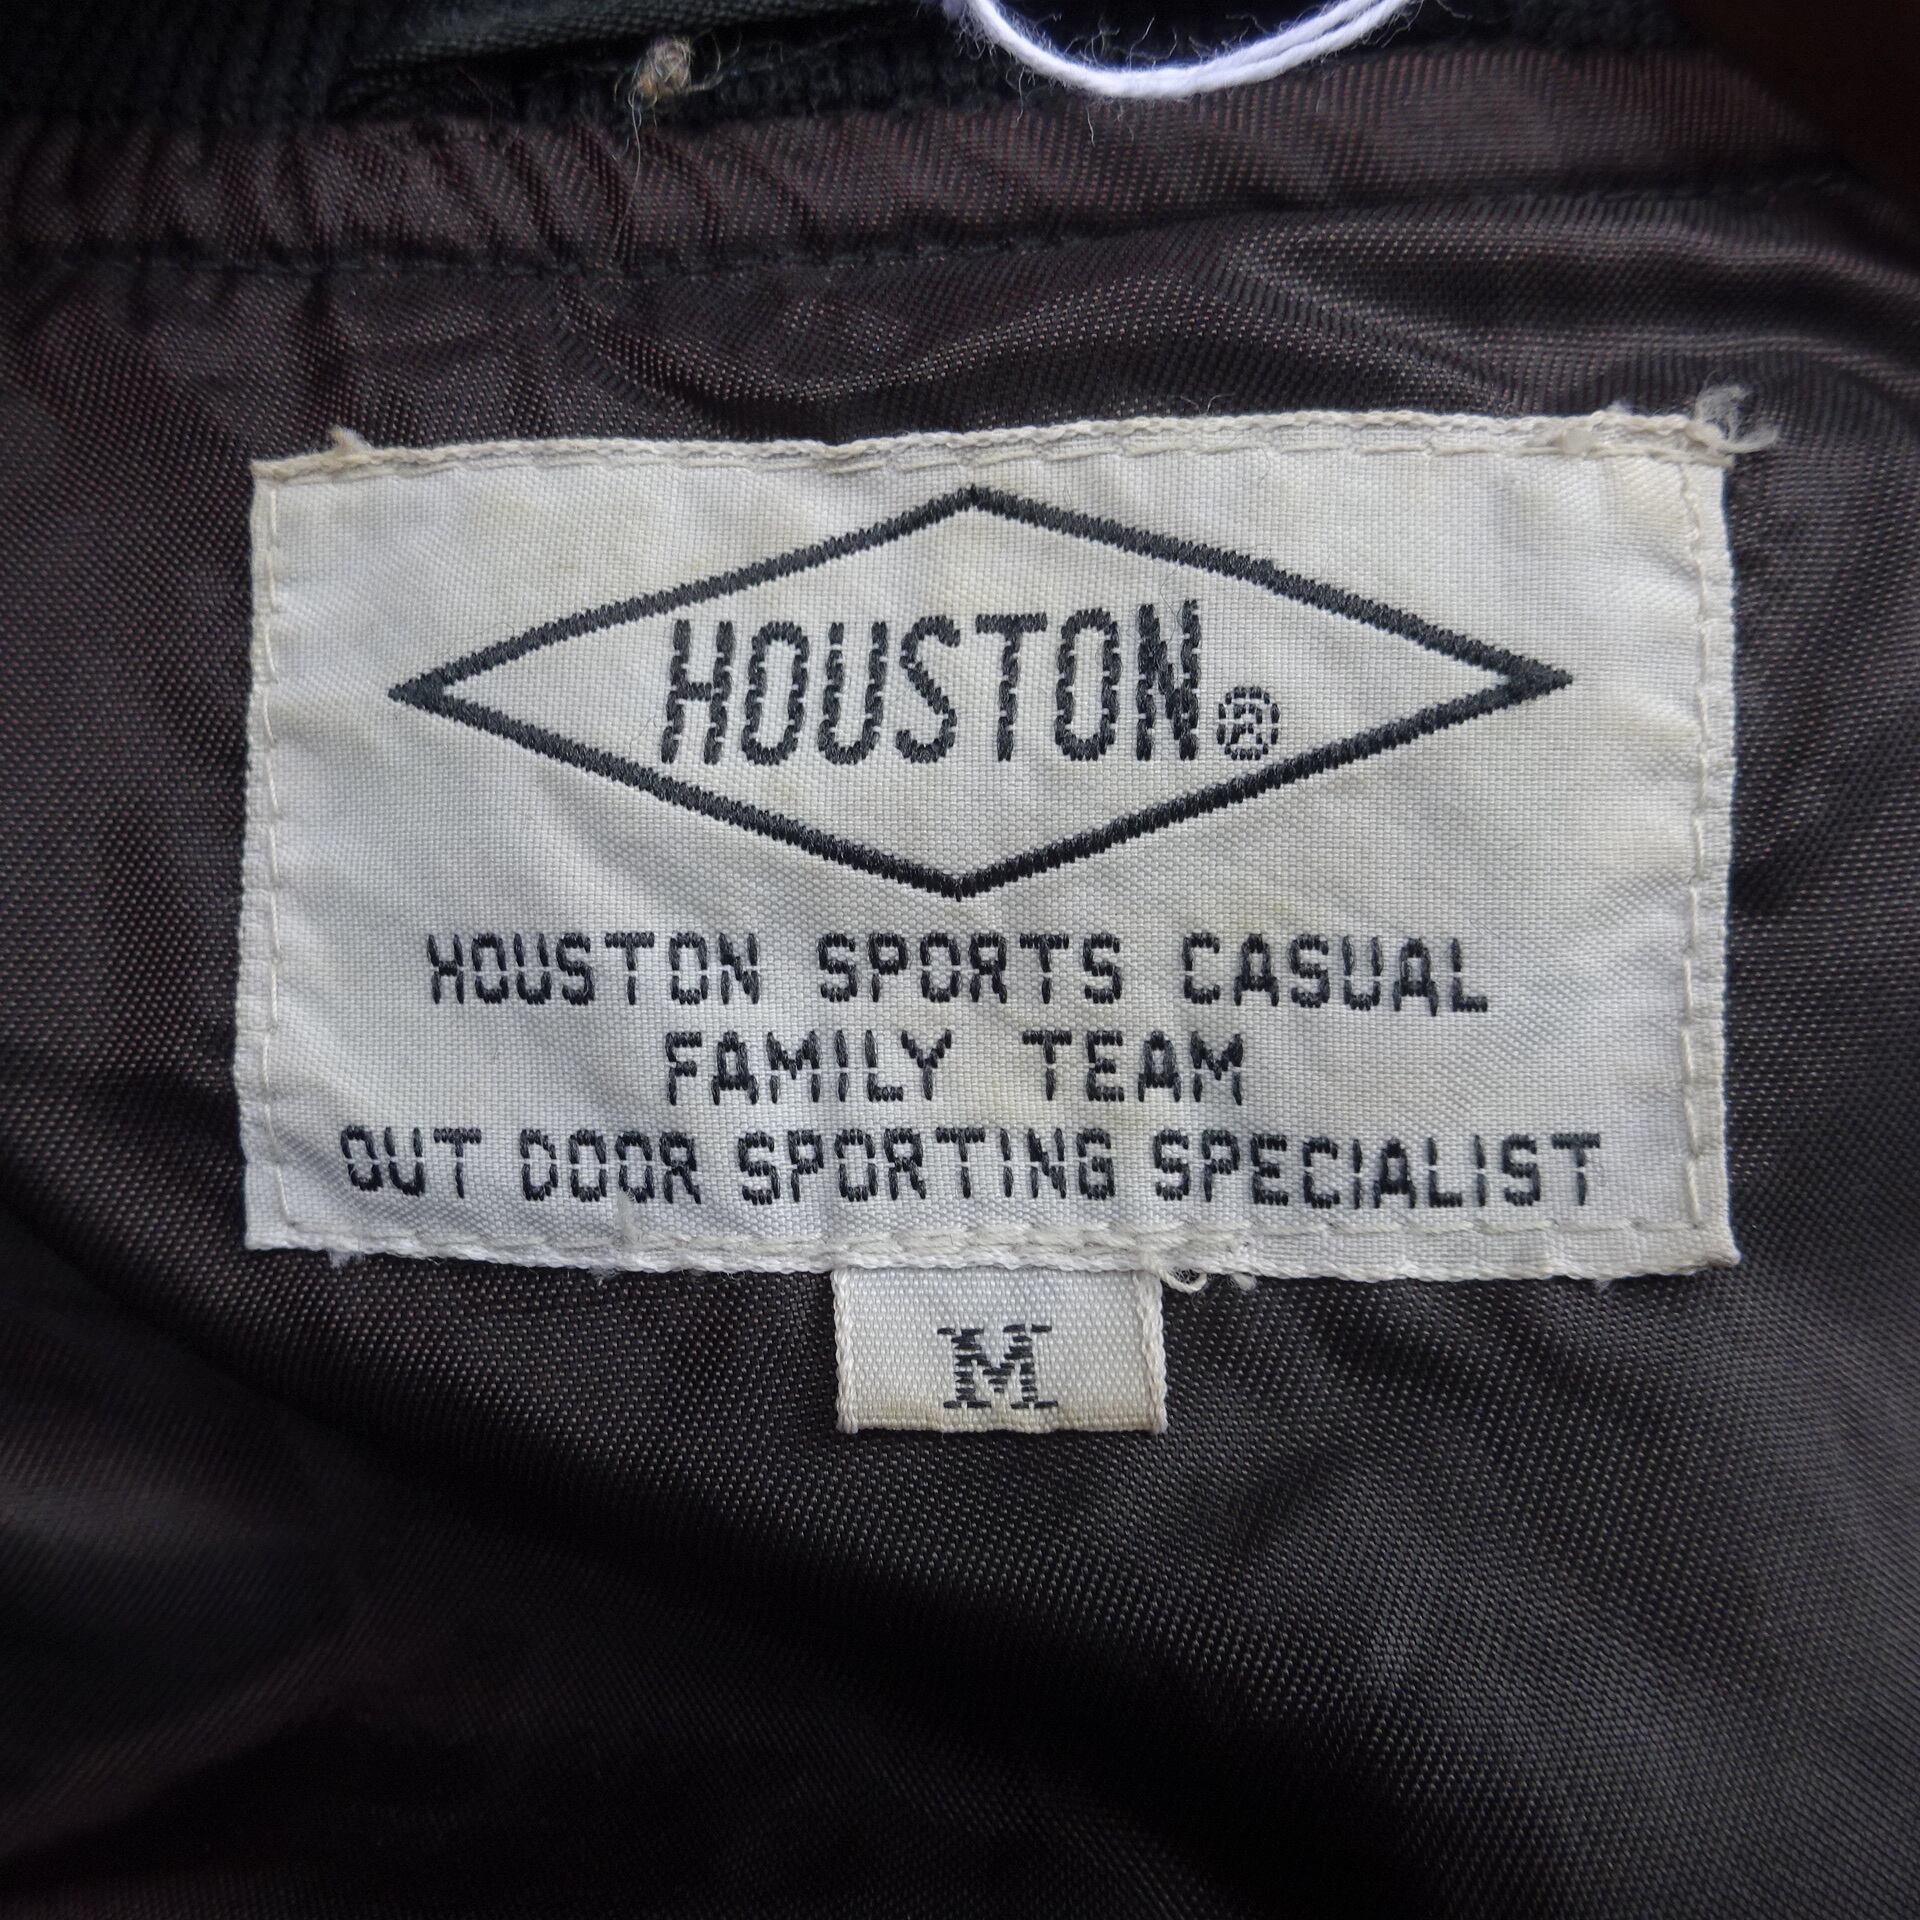 HOUSTON®
HOUSTON SPORTS CASUAL
FAMILY TEAM
OUT DOOR SPORTING SPECIALIST
M